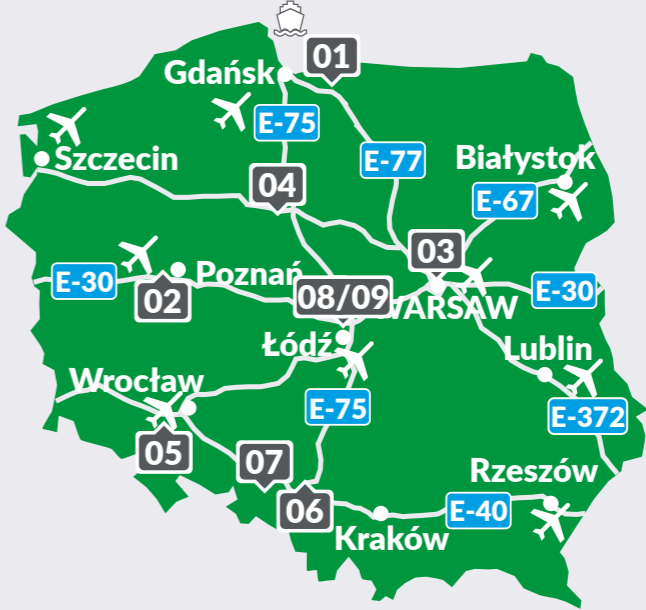 01
Gdańsk
E-75
Szczecin
E-77
Białystok
04
E-67
03
E-30
02
Poznań
08/09
WARSAW
E-30
Łódź
Lublin
Wrocław
E-75
E-372
05
07
Rzeszów
06
E-40
Kraków